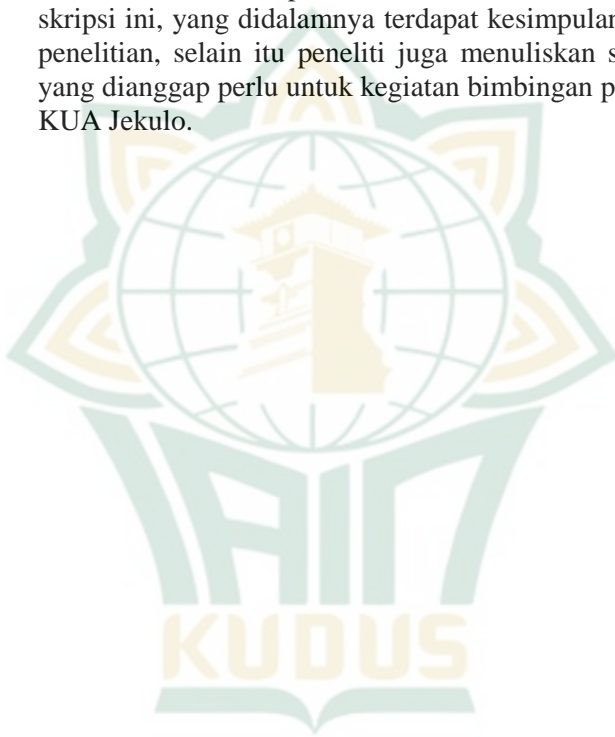 skripsi ini, yang didalamnya terdapat kesimpulan
penelitian, selain itu peneliti juga menuliskan
yang dianggap perlu untuk kegiatan bimbingan
KUA Jekulo.
IAIN
KUDUS